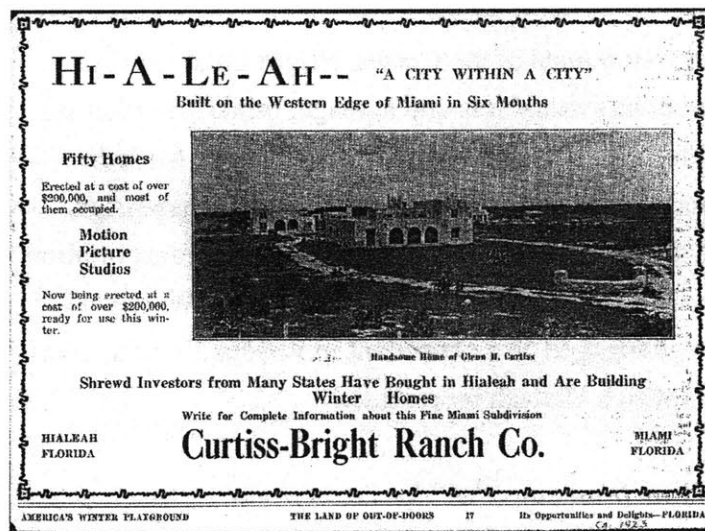 HI-A-LE-AH-- "A CITY WITHIN A CITY"
Built on the Western Edge of Miami in Six Months
Fifty Homes
Erected at a cost of over
$200,000, and most of
them occupied.
Motion
Picture
Studios
Now being erected at a
cost of over $200,000,
ready for use this win-
ter.
Handsome Home of Glenn H. Curtiss
Shrewd Investors from Many States Have Bought in Hialeah and Are Building
Winter Homes
Write for Complete Information about this Fine Miami Subdivision
HIALEAH
FLORIDA
Curtiss-Bright Ranch Co.
MIAMI
FLORIDA
AMERICA'S WINTER PLAYGROUND THE LAND OF OUT-OF-DOORS 17 Its Opportunities and Delights—FLORIDA
Ca. 1923